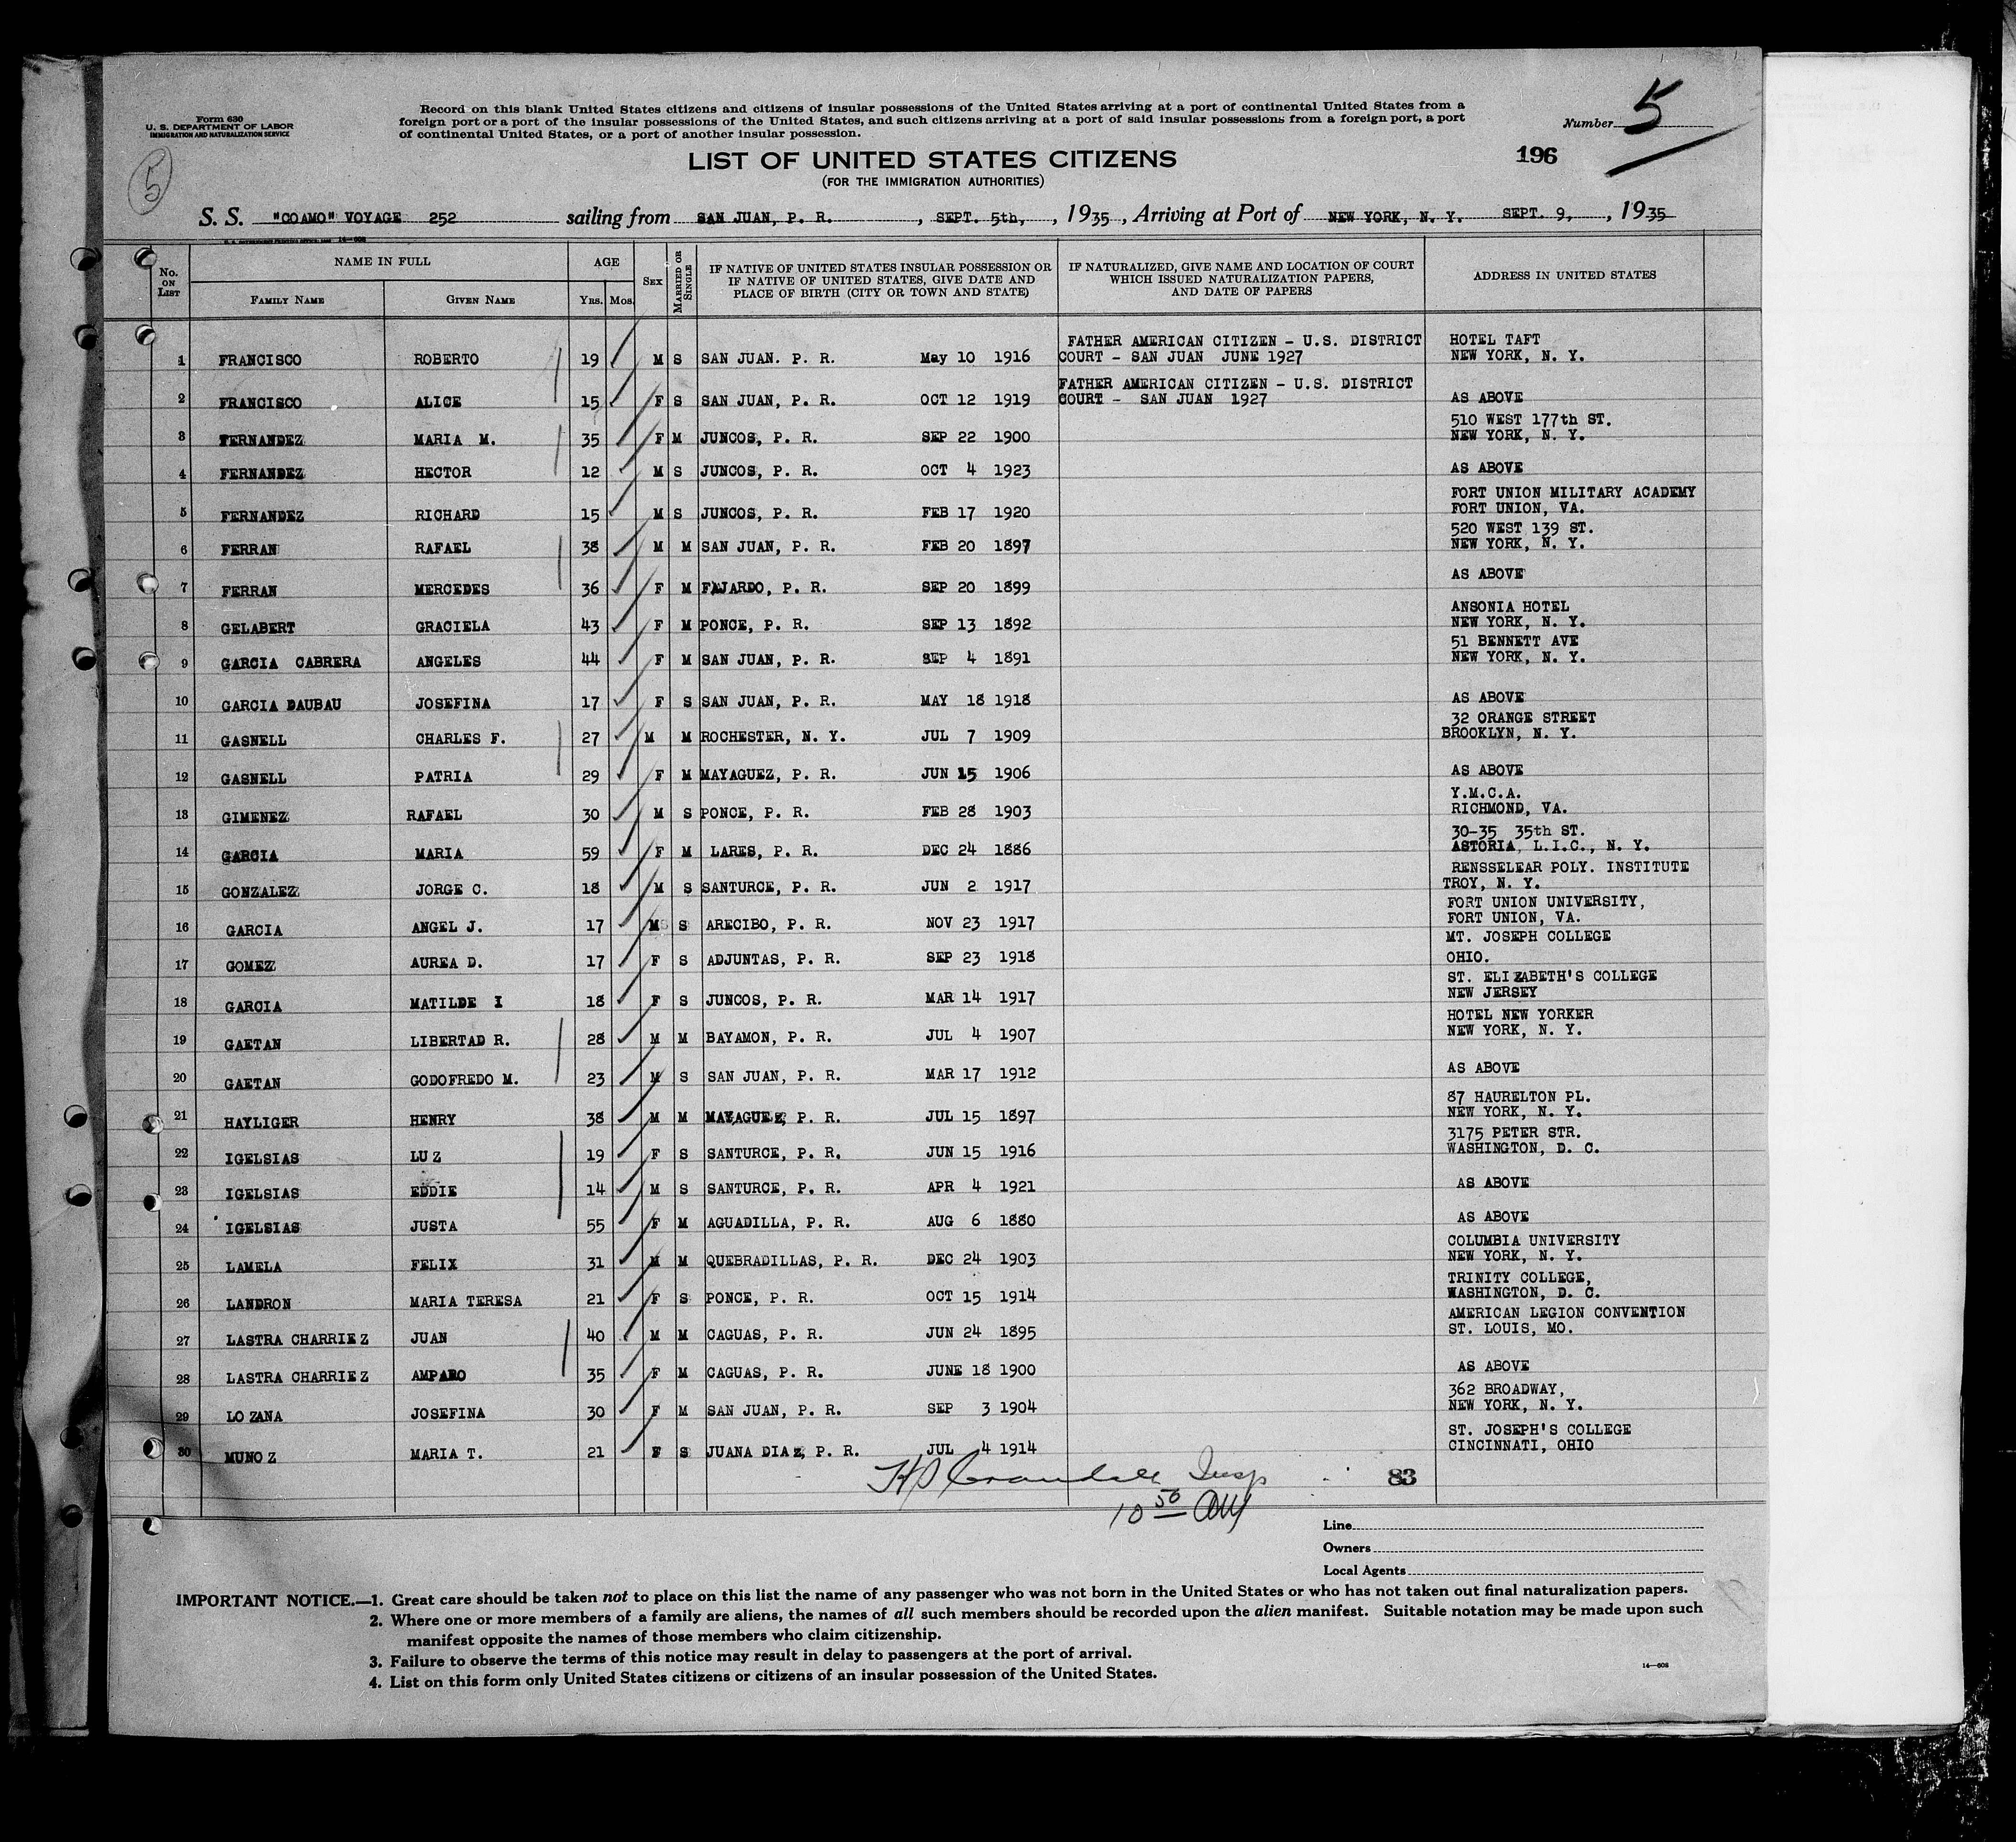 Form 630
U. S. DEPARTMENT OF LABOR
IMMIGRATION AND NATURALIZATION SERVICE
Record on this blank United States citizens and citizens of insular possessions of the United States arriving at a port of continental United States from a
foreign port or a port of the insular possessions of the United States, and such citizens arriving at a port of said insular possessions from a foreign port, a port
of continental United States, or a port of another insular possession.
Number 5
5
LIST OF UNITED STATES CITIZENS
(FOR THE IMMIGRATION AUTHORITIES)
196
S. S. "COAMO" VOYAGE 252 sailing from SAN JUAN, P. R. , SEPT. 5th, , 1935 , Arriving at Port of NEW YORK, N. Y. SEPT. 9, , 1935
No. ON LIST NAME IN FULL FAMILY NAME GIVEN NAME AGE YRS. MOS. SEX MARRIED OR SINGLE IF NATIVE OF UNITED STATES INSULAR POSSESSION OR IF NATIVE OF UNITED STATES, GIVE DATE AND PLACE OF BIRTH (CITY OR TOWN AND STATE) IF NATURALIZED, GIVE NAME AND LOCATION OF COURT WHICH ISSUED NATURALIZATION PAPERS, AND DATE OF PAPERS ADDRESS IN UNITED STATES
1 FRANCISCO ROBERTO 19 M S SAN JUAN. P. R. May 10 1916 FATHER AMERICAN CITIZEN - U.S. DISTRICT COURT - SAN JUAN JUNE 1927 HOTEL TAFT NEW YORK, N. Y.
2 FRANCISCO ALICE 15 F S SAN JUAN, P. R. OCT 12 1919 FATHER AMERICAN CITIZEN - U.S. DISTRICT COURT - SAN JUAN 1927 AS ABOVE
3 FERNANDEZ MARIA M. 35 F M JUNCOS, P. R. SEP 22 1900 510 WEST 177th ST. NEW YORK, N. Y.
4 FERNANDEZ HECTOR 12 M S JUNCOS, P. R. OCT 4 1923 AS ABOVE
5 FERNANDEZ RICHARD 15 M S JUNCOS, P. R. FEB 17 1920 FORT UNION MILITARY ACADEMY FORT UNION, VA.
6 FERRAN RAFAEL 38 M M SAN JUAN, P. R. FEB 20 1897 520 WEST 139 ST. NEW YORK, N. Y.
7 FERRAN MERCEDES 36 F M FAJARDO, P. R. SEP 20 1899 AS ABOVE
8 GELABERT GRACIELA 43 F M PONCE, P. R. SEP 13 1892 ANSONIA HOTEL NEW YORK, N. Y.
9 GARCIA CABRERA ANGELES 44 F M SAN JUAN, P. R. SEP 4 1891 51 BENNETT AVE NEW YORK, N. Y.
10 GARCIA DAUBAU JOSEFINA 17 F S SAN JUAN, P. R. MAY 18 1918 AS ABOVE
11 GASNELL CHARLES F. 27 M M ROCHESTER, N. Y. JUL 7 1909 32 ORANGE STREET BROOKLYN, N. Y.
12 GASNELL PATRIA 29 F M MAYAGUEZ, P. R. JUN 15 1906 AS ABOVE
13 GIMENEZ RAFAEL 30 M S PONCE, P. R. FEB 28 1903 Y.M.C.A. RICHMOND, VA.
14 GARCIA MARIA 59 F M LARES, P. R. DEC 24 1886 30-35 35th ST. ASTORIA, L.I.C., N. Y.
15 GONZALEZ JORGE C. 18 M S SANTURCE, P. R. JUN 2 1917 RENSSELEAR POLY. INSTITUTE TROY, N. Y.
16 GARCIA ANGEL J. 17 M S ARECIBO, P. R. NOV 23 1917 FORT UNION UNIVERSITY, FORT UNION, VA.
17 GOMEZ AUREA D. 17 F S ADJUNTAS, P. R. SEP 23 1918 MT. JOSEPH COLLEGE OHIO.
18 GARCIA MATILDE I 18 F S JUNCOS, P. R. MAR 14 1917 ST. ELIZABETH'S COLLEGE NEW JERSEY
19 GAETAN LIBERTAD R. 28 M M BAYAMON, P. R. JUL 4 1907 HOTEL NEW YORKER NEW YORK, N. Y.
20 GAETAN GODOFREDO M. 23 M S SAN JUAN, P. R. MAR 17 1912 AS ABOVE
21 HAYLIGER HENRY 38 M M MAYAGUEZ, P. R. JUL 15 1897 87 HAURELTON PL. NEW YORK, N. Y.
22 IGELSIAS LUZ 19 F S SANTURCE, P. R. JUN 15 1916 3175 PETER STR. WASHINGTON, D. C.
23 IGELSIAS EDDIE 14 M S SANTURCE, P. R. APR 4 1921 AS ABOVE
24 IGELSIAS JUSTA 55 F M AGUADILLA, P. R. AUG 6 1880 AS ABOVE
25 LAMELA FELIX 31 M M QUEBRADILLAS, P. R. DEC 24 1903 COLUMBIA UNIVERSITY NEW YORK, N. Y.
26 LANDRON MARIA TERESA 21 F S PONCE, P. R. OCT 15 1914 TRINITY COLLEGE, WASHINGTON, D. C.
27 LASTRA CHARRIEZ JUAN 40 M M CAGUAS, P. R. JUN 24 1895 AMERICAN LEGION CONVENTION ST. LOUIS, MO.
28 LASTRA CHARRIEZ AMPARO 35 F M CAGUAS, P. R. JUNE 18 1900 AS ABOVE
29 LOZANA JOSEFINA 30 F M SAN JUAN, P. R. SEP 3 1904 362 BROADWAY, NEW YORK, N. Y.
30 MUNOZ MARIA T. 21 F S JUANA DIAZ, P. R. JUL 4 1914 ST. JOSEPH'S COLLEGE CINCINNATI, OHIO
Crandall Insp 83
10 50 AM
Line
Owners
Local Agents
IMPORTANT NOTICE.—1. Great care should be taken not to place on this list the name of any passenger who was not born in the United States or who has not taken out final naturalization papers.
2. Where one or more members of a family are aliens, the names of all such members should be recorded upon the alien manifest. Suitable notation may be made upon such
manifest opposite the names of those members who claim citizenship.
3. Failure to observe the terms of this notice may result in delay to passengers at the port of arrival.
4. List on this form only United States citizens or citizens of an insular possession of the United States.
14—608